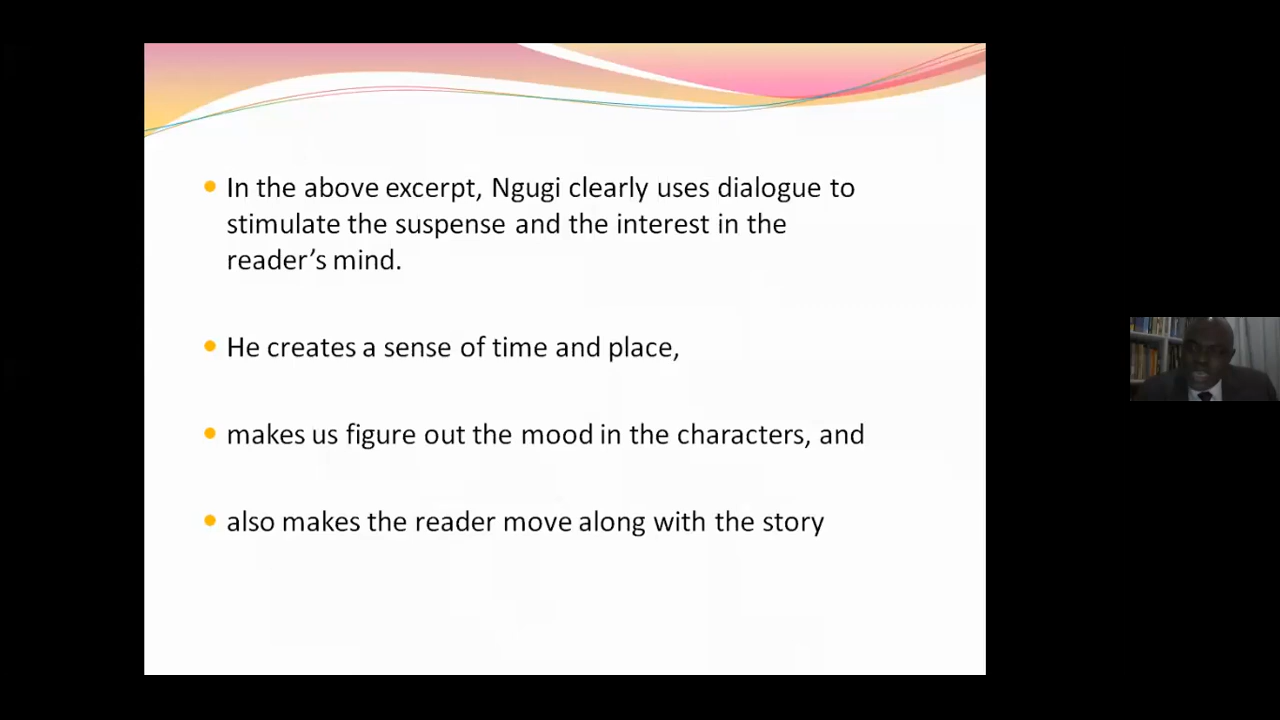 In the above excerpt, Ngugi clearly uses dialogue to
stimulate the suspense and the interest in the
reader’s mind.
He creates a sense of time and place,
makes us figure out the mood in the characters, and
also makes the reader move along with the story